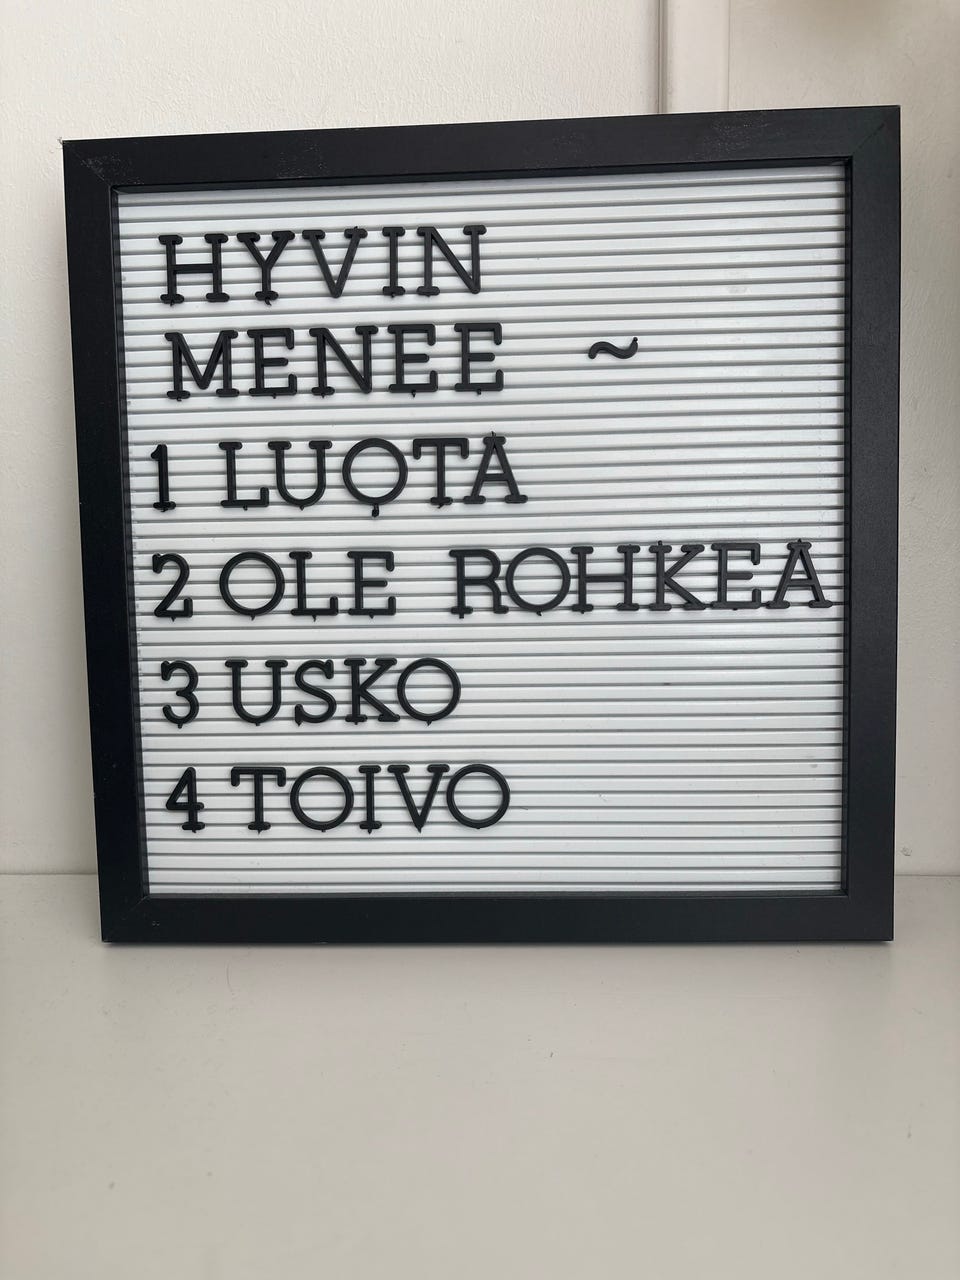 HYVIN
MENEE ~
1 LUOTA
2 OLE ROHKEA
3 USKO
4 TOIVO